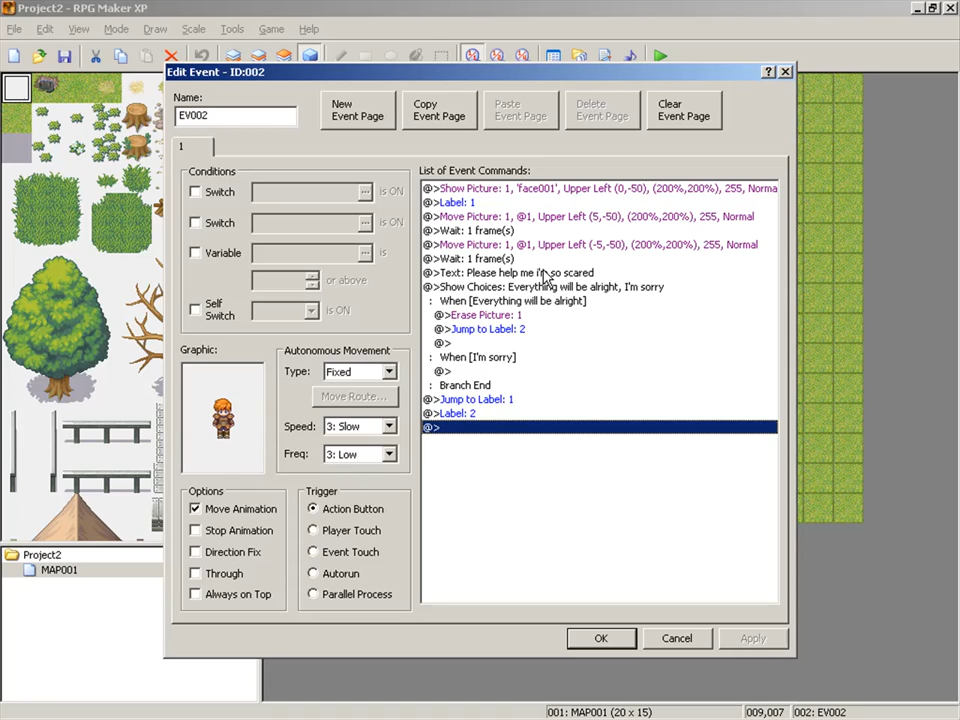 Project2 - RPG Maker XP
File Edit View Mode Draw Scale Tools Game Help
Edit Event - ID:002
Name:
EV002
New Event Page
Copy Event Page
Paste Event Page
Delete Event Page
Clear Event Page
1
Conditions
Switch ... is ON
Switch ... is ON
Variable ... is
or above
Self Switch is ON
Graphic:
Autonomous Movement
Type: Fixed
Move Route...
Speed: 3: Slow
Freq: 3: Low
Options
Move Animation
Stop Animation
Direction Fix
Through
Always on Top
Trigger
Action Button
Player Touch
Event Touch
Autorun
Parallel Process
List of Event Commands:
@>Show Picture: 1, 'face001', Upper Left (0,-50), (200%,200%), 255, Norma
@>Label: 1
@>Move Picture: 1, @1, Upper Left (5,-50), (200%,200%), 255, Normal
@>Wait: 1 frame(s)
@>Move Picture: 1, @1, Upper Left (-5,-50), (200%,200%), 255, Normal
@>Wait: 1 frame(s)
@>Text: Please help me i'm so scared
@>Show Choices: Everything will be alright, I'm sorry
: When [Everything will be alright]
@>Erase Picture: 1
@>Jump to Label: 2
@>
: When [I'm sorry]
@>
: Branch End
@>Jump to Label: 1
@>Label: 2
@>
OK Cancel Apply
Project2
MAP001
001: MAP001 (20 x 15) 009,007 002: EV002